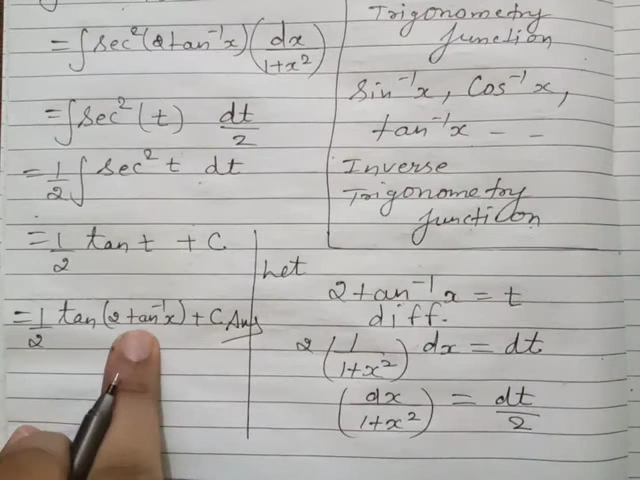 = ∫ sec²(2tan⁻¹x) (dx/1+x²)
= ∫ sec²(t) dt/2
= 1/2 ∫ sec² t dt
= 1/2 tan t + C
= 1/2 tan(2tan⁻¹x) + C Ans
Trigonometry
function
Sin⁻¹x, Cos⁻¹x,
tan⁻¹x - -
Inverse
Trigonometry
function
Let
2tan⁻¹x = t
diff.
2(1/1+x²) dx = dt
(dx/1+x²) = dt/2